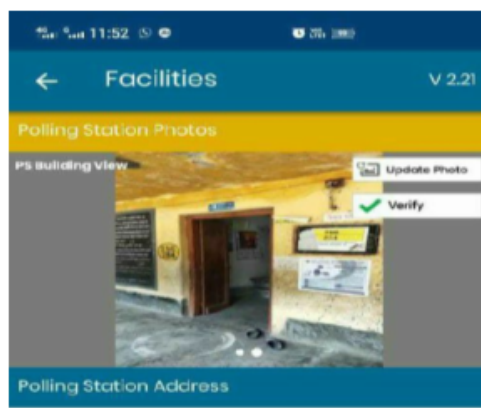 11:52
← Facilities V 2.21
Polling Station Photos
PS Building View
Update Photo
✓ Verify
Polling Station Address